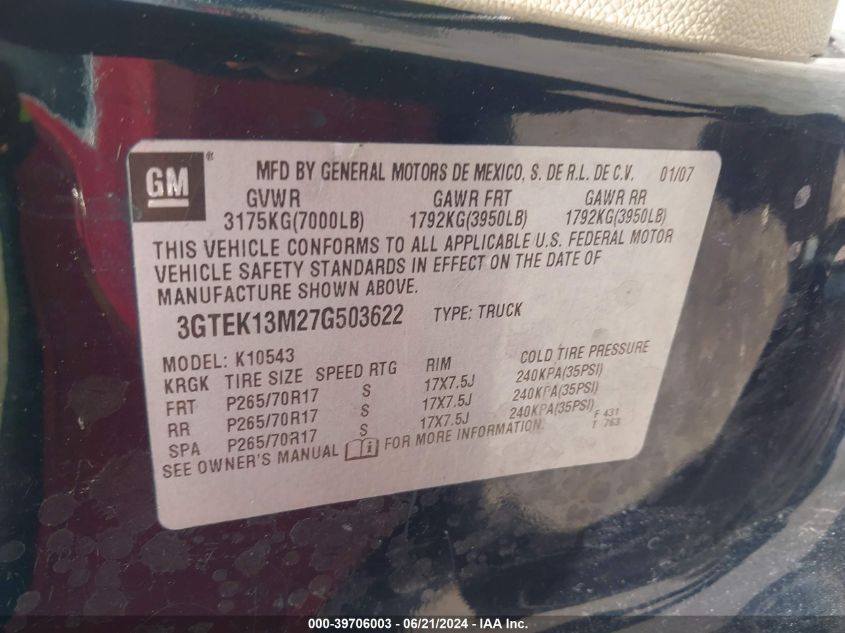 GM ® MFD BY GENERAL MOTORS DE MEXICO, S. DE R.L. DE C.V. 01/07
GVWR GAWR FRT GAWR RR
3175KG(7000LB) 1792KG(3950LB) 1792KG(3950LB)
THIS VEHICLE CONFORMS TO ALL APPLICABLE U.S. FEDERAL MOTOR
VEHICLE SAFETY STANDARDS IN EFFECT ON THE DATE OF
MANUFACTURE SHOWN ABOVE.
3GTEK13M27G503622 TYPE: TRUCK
MODEL: K10543
KRGK TIRE SIZE SPEED RTG RIM COLD TIRE PRESSURE
FRT P265/70R17 S 17X7.5J 240KPA(35PSI)
RR P265/70R17 S 17X7.5J 240KPA(35PSI)
SPA P265/70R17 S 17X7.5J 240KPA(35PSI)
SEE OWNER'S MANUAL FOR MORE INFORMATION.
F 431
T 763
000-39706003 - 06/21/2024 - IAA Inc.